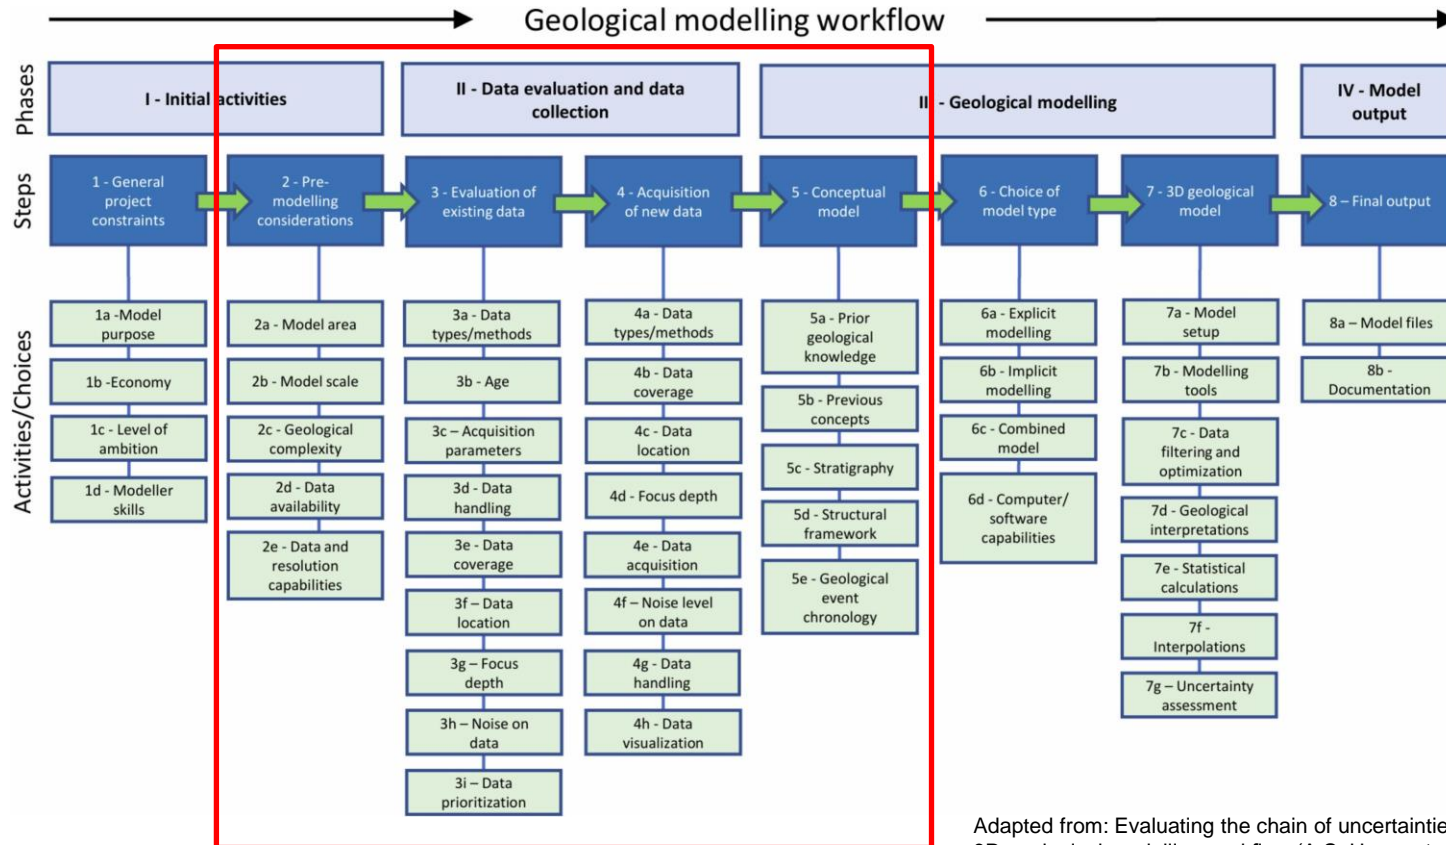 Geological modelling workflow
Phases
I - Initial activities
II - Data evaluation and data
collection
III - Geological modelling
IV - Model
output
Steps
1 - General
project
constraints
2 - Pre-
modelling
considerations
3 - Evaluation of
existing data
4 - Acquisition
of new data
5 - Conceptual
model
6 - Choice of
model type
7 - 3D geological
model
8 – Final output
Activities/Choices
1a -Model
purpose
1b -Economy
1c - Level of
ambition
1d - Modeller
skills
2a - Model area
2b - Model scale
2c - Geological
complexity
2d - Data
availability
2e - Data and
resolution
capabilities
3a - Data
types/methods
3b - Age
3c – Acquisition
parameters
3d - Data
handling
3e - Data
coverage
3f – Data
location
3g – Focus
depth
3h – Noise on
data
3i – Data
prioritization
4a - Data
types/methods
4b - Data
coverage
4c - Data
location
4d - Focus depth
4e - Data
acquisition
4f – Noise level
on data
4g - Data
handling
4h - Data
visualization
5a - Prior
geological
knowledge
5b - Previous
concepts
5c - Stratigraphy
5d - Structural
framework
5e - Geological
event
chronology
6a - Explicit
modelling
6b - Implicit
modelling
6c - Combined
model
6d - Computer/
software
capabilities
7a - Model
setup
7b - Modelling
tools
7c - Data
filtering and
optimization
7d - Geological
interpretations
7e - Statistical
calculations
7f -
Interpolations
7g – Uncertainty
assessment
8a – Model files
8b -
Documentation
Adapted from: Evaluating the chain of uncertaintie